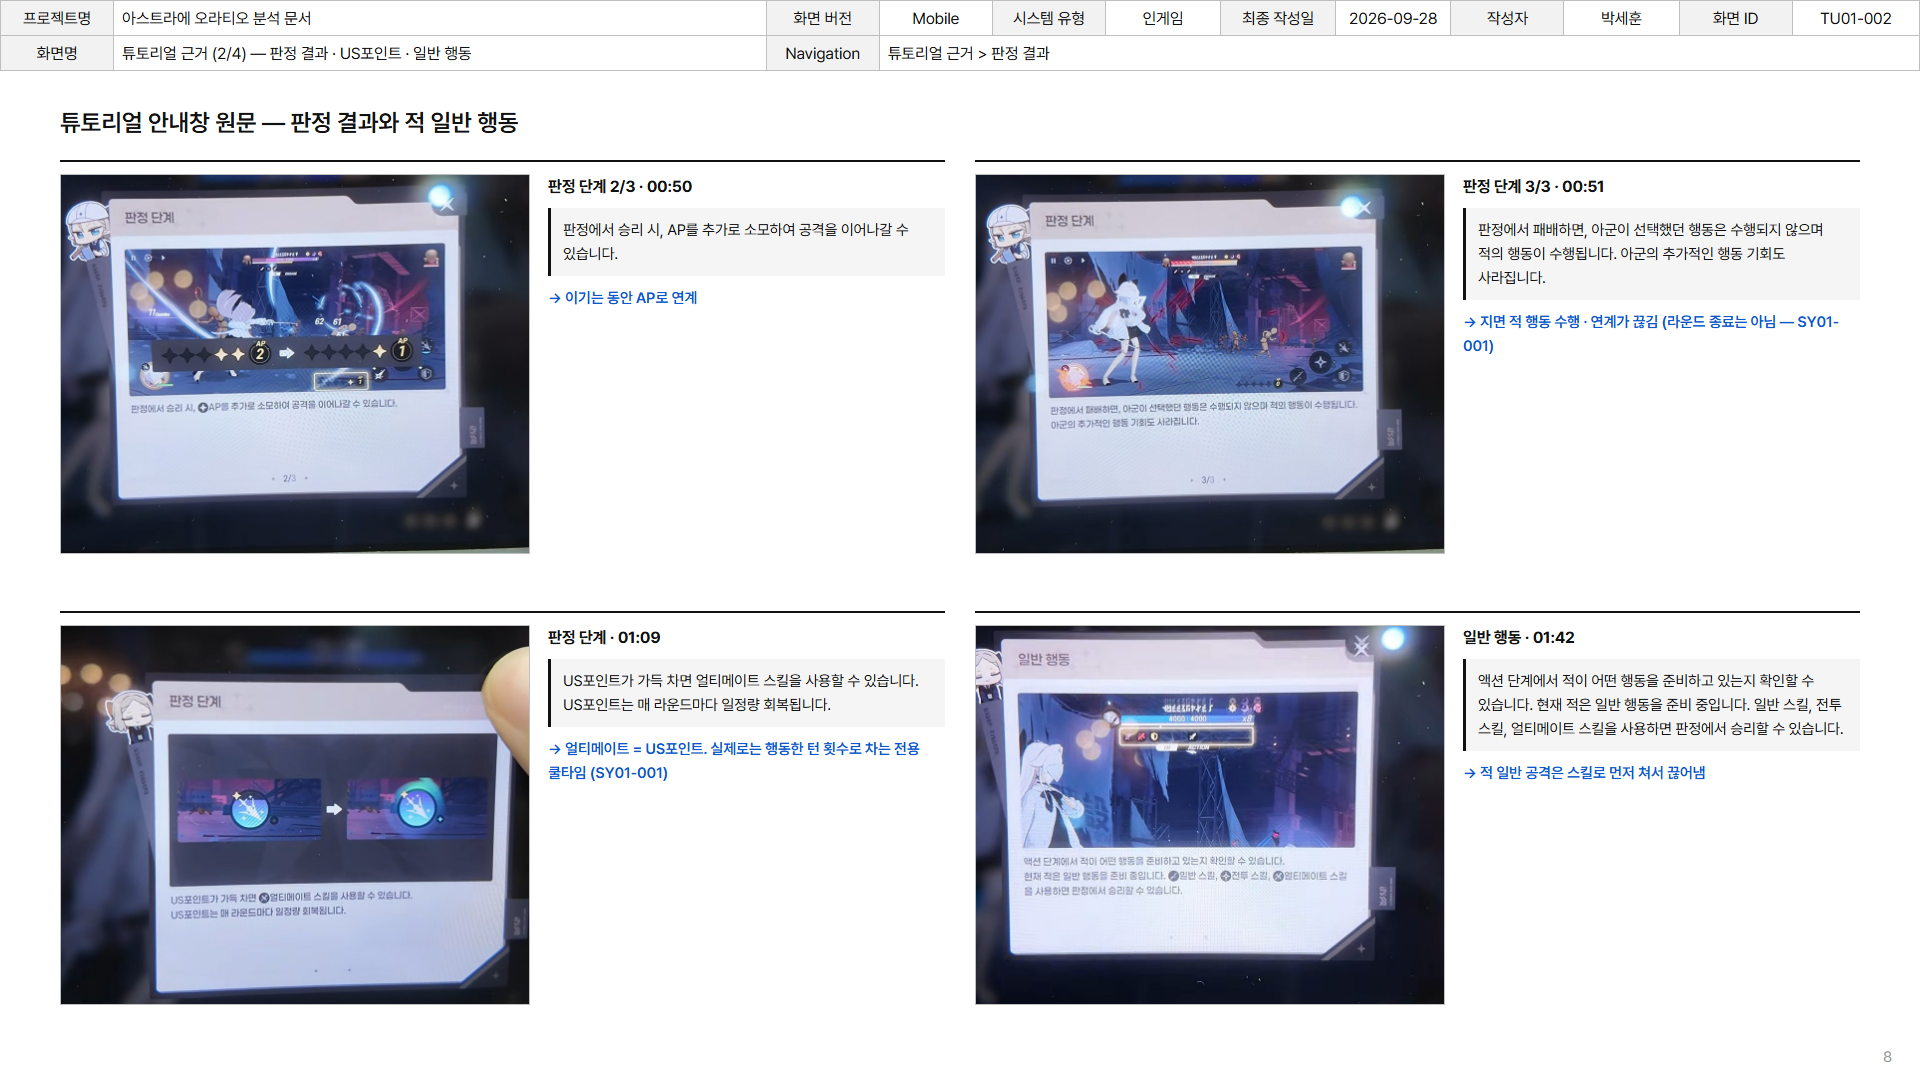 프로젝트명 아스트라에 오라티오 분석 문서 화면 버전 Mobile 시스템 유형 인게임 최종 작성일 2026-09-28 작성자 박세훈 화면 ID TU01-002
화면명 튜토리얼 근거 (2/4) — 판정 결과 · US포인트 · 일반 행동 Navigation 튜토리얼 근거 > 판정 결과
튜토리얼 안내창 원문 — 판정 결과와 적 일반 행동
판정 단계
62 61
AP
2
AP
1
판정에서 승리 시, AP를 추가로 소모하여 공격을 이어나갈 수 있습니다.
2/3
판정 단계 2/3 · 00:50
판정에서 승리 시, AP를 추가로 소모하여 공격을 이어나갈 수
있습니다.
→ 이기는 동안 AP로 연계
판정 단계
판정에서 패배하면, 아군이 선택했던 행동은 수행되지 않으며 적의 행동이 수행됩니다.
아군의 추가적인 행동 기회도 사라집니다.
3/3
판정 단계 3/3 · 00:51
판정에서 패배하면, 아군이 선택했던 행동은 수행되지 않으며
적의 행동이 수행됩니다. 아군의 추가적인 행동 기회도
사라집니다.
→ 지면 적 행동 수행 · 연계가 끊김 (라운드 종료는 아님 — SY01-
001)
판정 단계
US포인트가 가득 차면 얼티메이트 스킬을 사용할 수 있습니다.
US포인트는 매 라운드마다 일정량 회복됩니다.
판정 단계 · 01:09
US포인트가 가득 차면 얼티메이트 스킬을 사용할 수 있습니다.
US포인트는 매 라운드마다 일정량 회복됩니다.
→ 얼티메이트 = US포인트. 실제로는 행동한 턴 횟수로 차는 전용
쿨타임 (SY01-001)
일반 행동
4000 4000 x8
액션 단계에서 적이 어떤 행동을 준비하고 있는지 확인할 수 있습니다.
현재 적은 일반 행동을 준비 중입니다. 일반 스킬, 전투 스킬, 얼티메이트 스킬
을 사용하면 판정에서 승리할 수 있습니다.
일반 행동 · 01:42
액션 단계에서 적이 어떤 행동을 준비하고 있는지 확인할 수
있습니다. 현재 적은 일반 행동을 준비 중입니다. 일반 스킬, 전투
스킬, 얼티메이트 스킬을 사용하면 판정에서 승리할 수 있습니다.
→ 적 일반 공격은 스킬로 먼저 쳐서 끊어냄
8